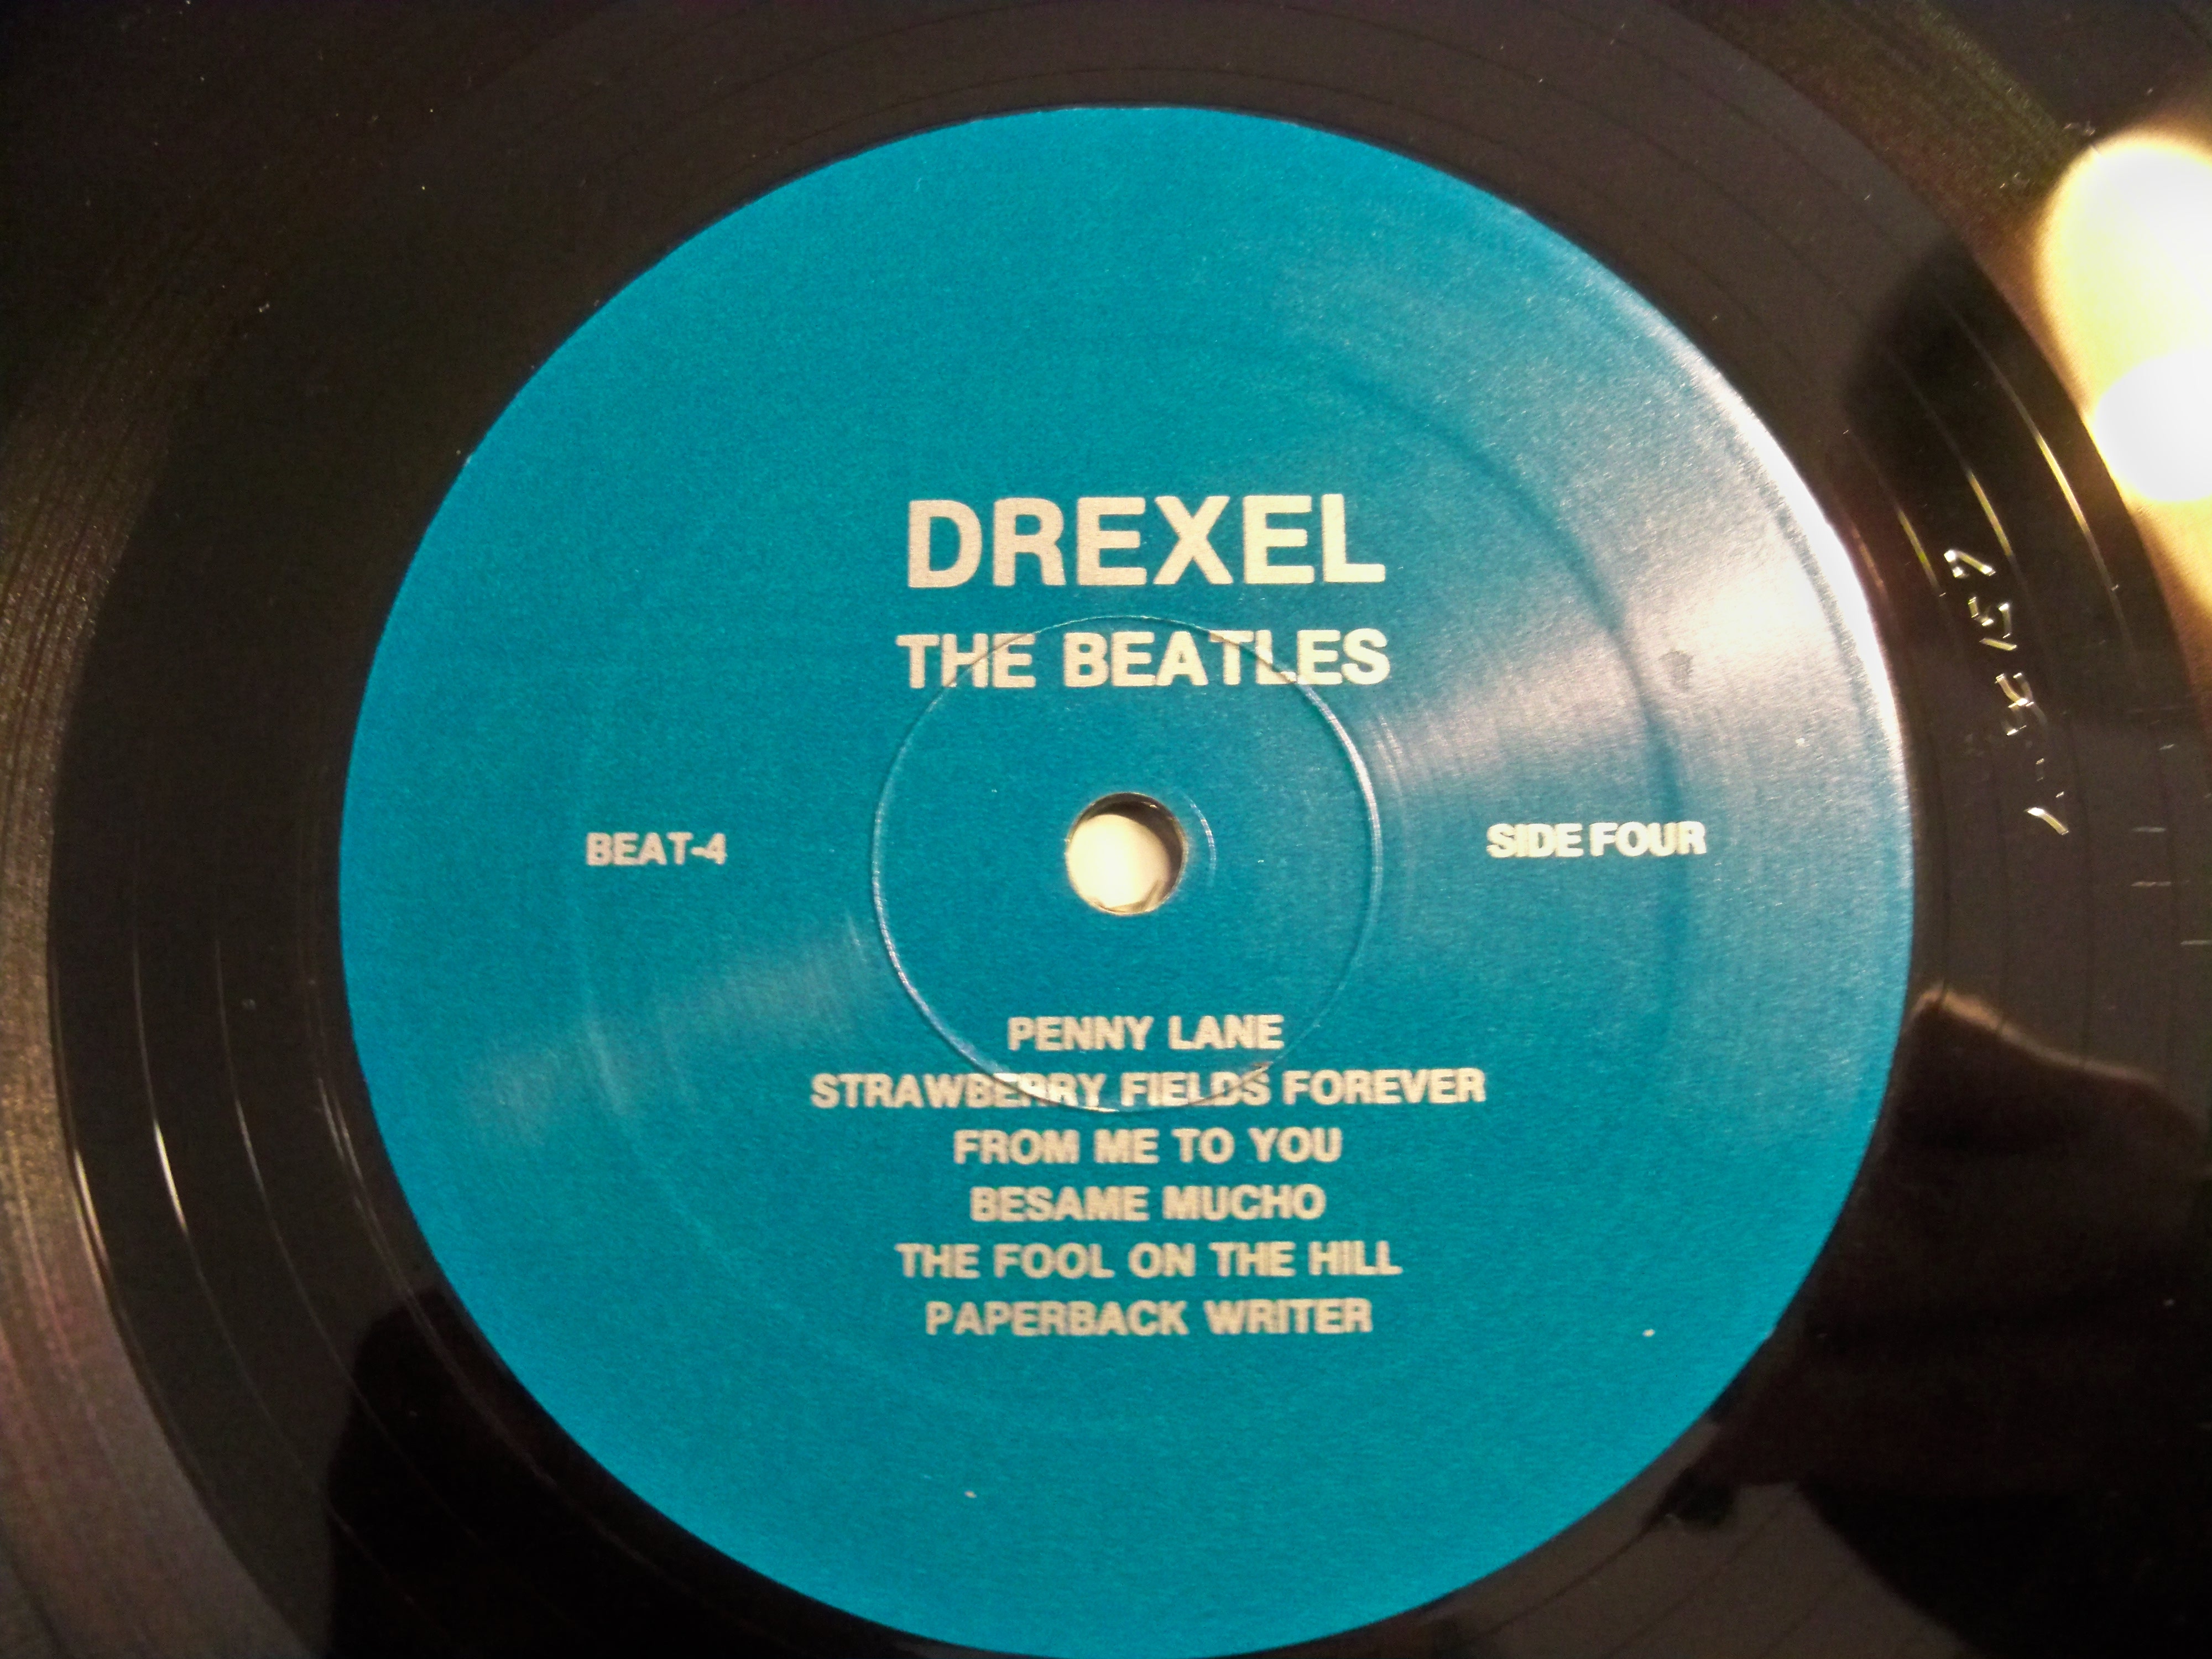 DREXEL
THE BEATLES
BEAT-4
SIDE FOUR
PENNY LANE
STRAWBERRY FIELDS FOREVER
FROM ME TO YOU
BESAME MUCHO
THE FOOL ON THE HILL
PAPERBACK WRITER